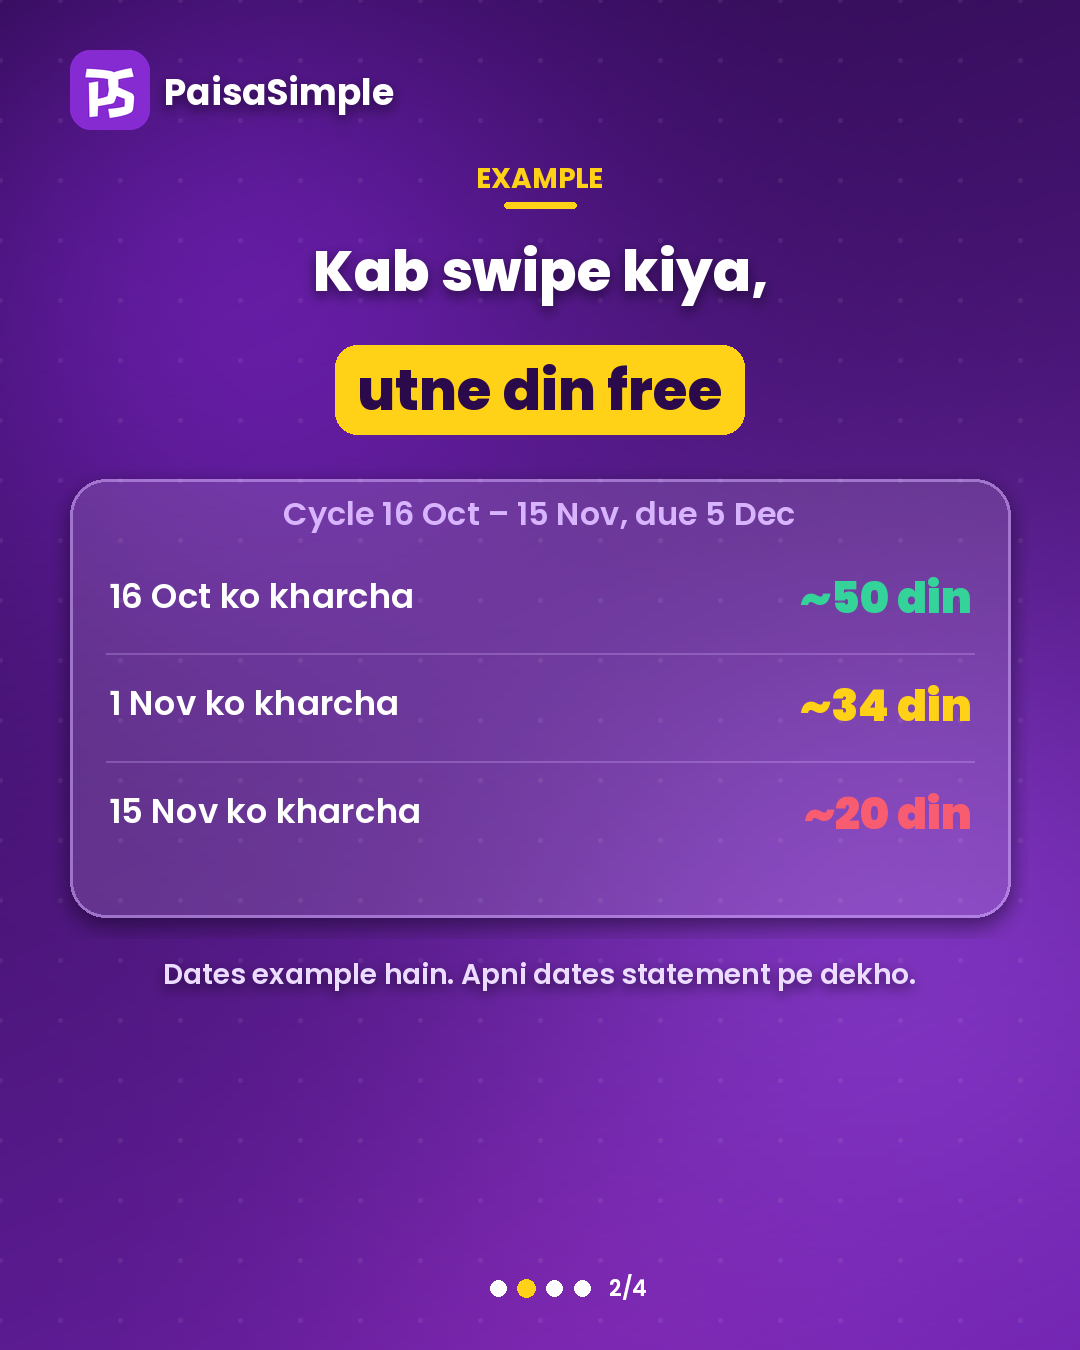 PaisaSimple
EXAMPLE
Kab swipe kiya,
utne din free
Cycle 16 Oct – 15 Nov, due 5 Dec
16 Oct ko kharcha ~50 din
1 Nov ko kharcha ~34 din
15 Nov ko kharcha ~20 din
Dates example hain. Apni dates statement pe dekho.
2/4